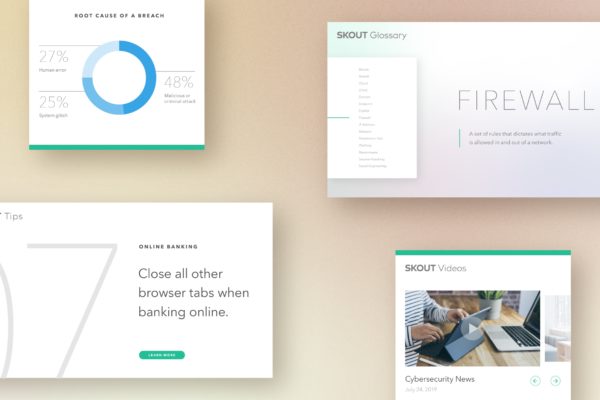 ROOT CAUSE OF A BREACH
27%
Human error
48%
Malicious or
criminal attack
25%
System glitch
SKOUT Glossary
FIREWALL
A set of rules that dictates what traffic
is allowed in and out of a network.
Tips
07
ONLINE BANKING
Close all other
browser tabs when
banking online.
LEARN MORE
SKOUT Videos
Cybersecurity News
July 24, 2019